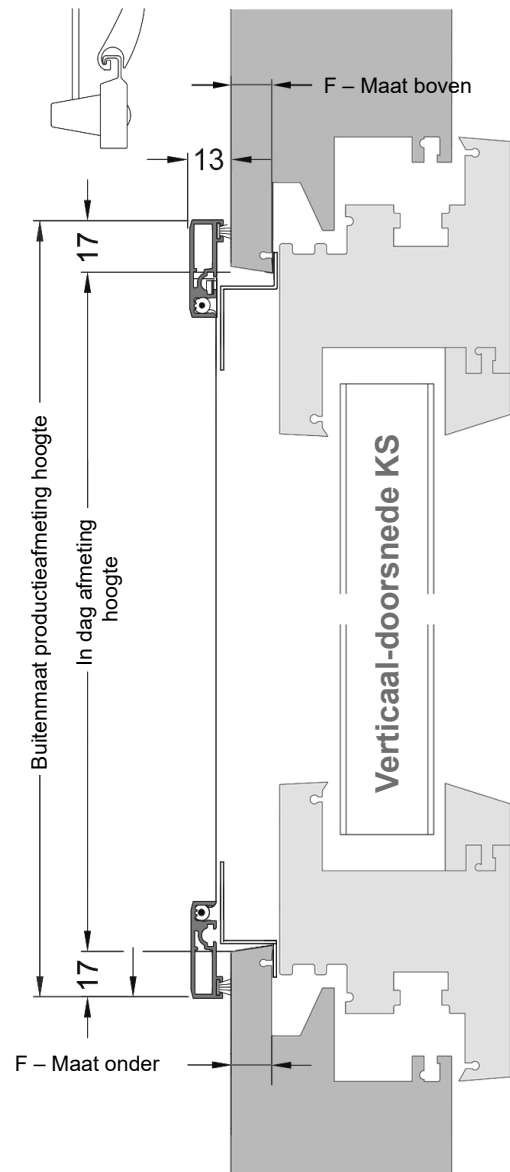 F – Maat boven
13
17
Buitenmaat productieafmeting hoogte
In dag afmeting
hoogte
Verticaal-doorsnede KS
17
F – Maat onder